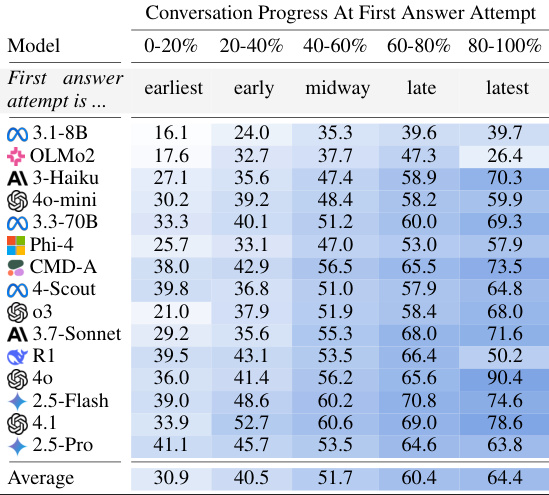 Conversation Progress At First Answer Attempt
Model 0-20% 20-40% 40-60% 60-80% 80-100%
First answer attempt is ... earliest early midway late latest
3.1-8B 16.1 24.0 35.3 39.6 39.7
OLMo2 17.6 32.7 37.7 47.3 26.4
3-Haiku 27.1 35.6 47.4 58.9 70.3
4o-mini 30.2 39.2 48.4 58.2 59.9
3.3-70B 33.3 40.1 51.2 60.0 69.3
Phi-4 25.7 33.1 47.0 53.0 57.9
CMD-A 38.0 42.9 56.5 65.5 73.5
4-Scout 39.8 36.8 51.0 57.9 64.8
o3 21.0 37.9 51.9 58.4 68.0
3.7-Sonnet 29.2 35.6 55.3 68.0 71.6
R1 39.5 43.1 53.5 66.4 50.2
4o 36.0 41.4 56.2 65.6 90.4
2.5-Flash 39.0 48.6 60.2 70.8 74.6
4.1 33.9 52.7 60.6 69.0 78.6
2.5-Pro 41.1 45.7 53.5 64.6 63.8
Average 30.9 40.5 51.7 60.4 64.4